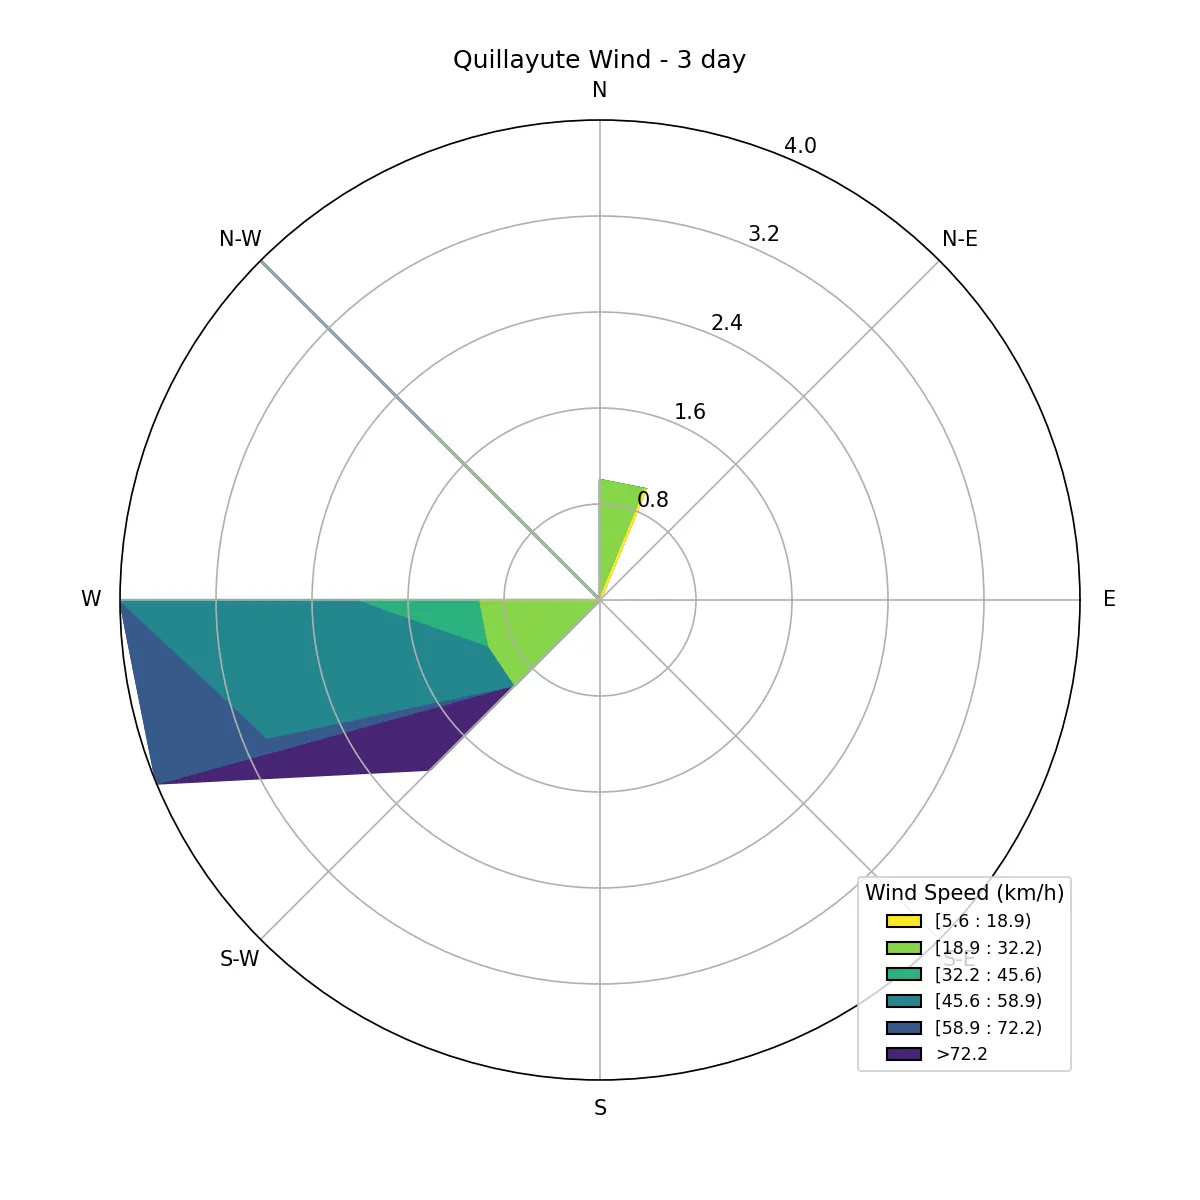 Quillayute Wind - 3 day
N
4.0
N-W
3.2
N-E
2.4
1.6
0.8
W
E
S-W
S-E
S
Wind Speed (km/h)
[5.6 : 18.9)
[18.9 : 32.2)
[32.2 : 45.6)
[45.6 : 58.9)
[58.9 : 72.2)
>72.2